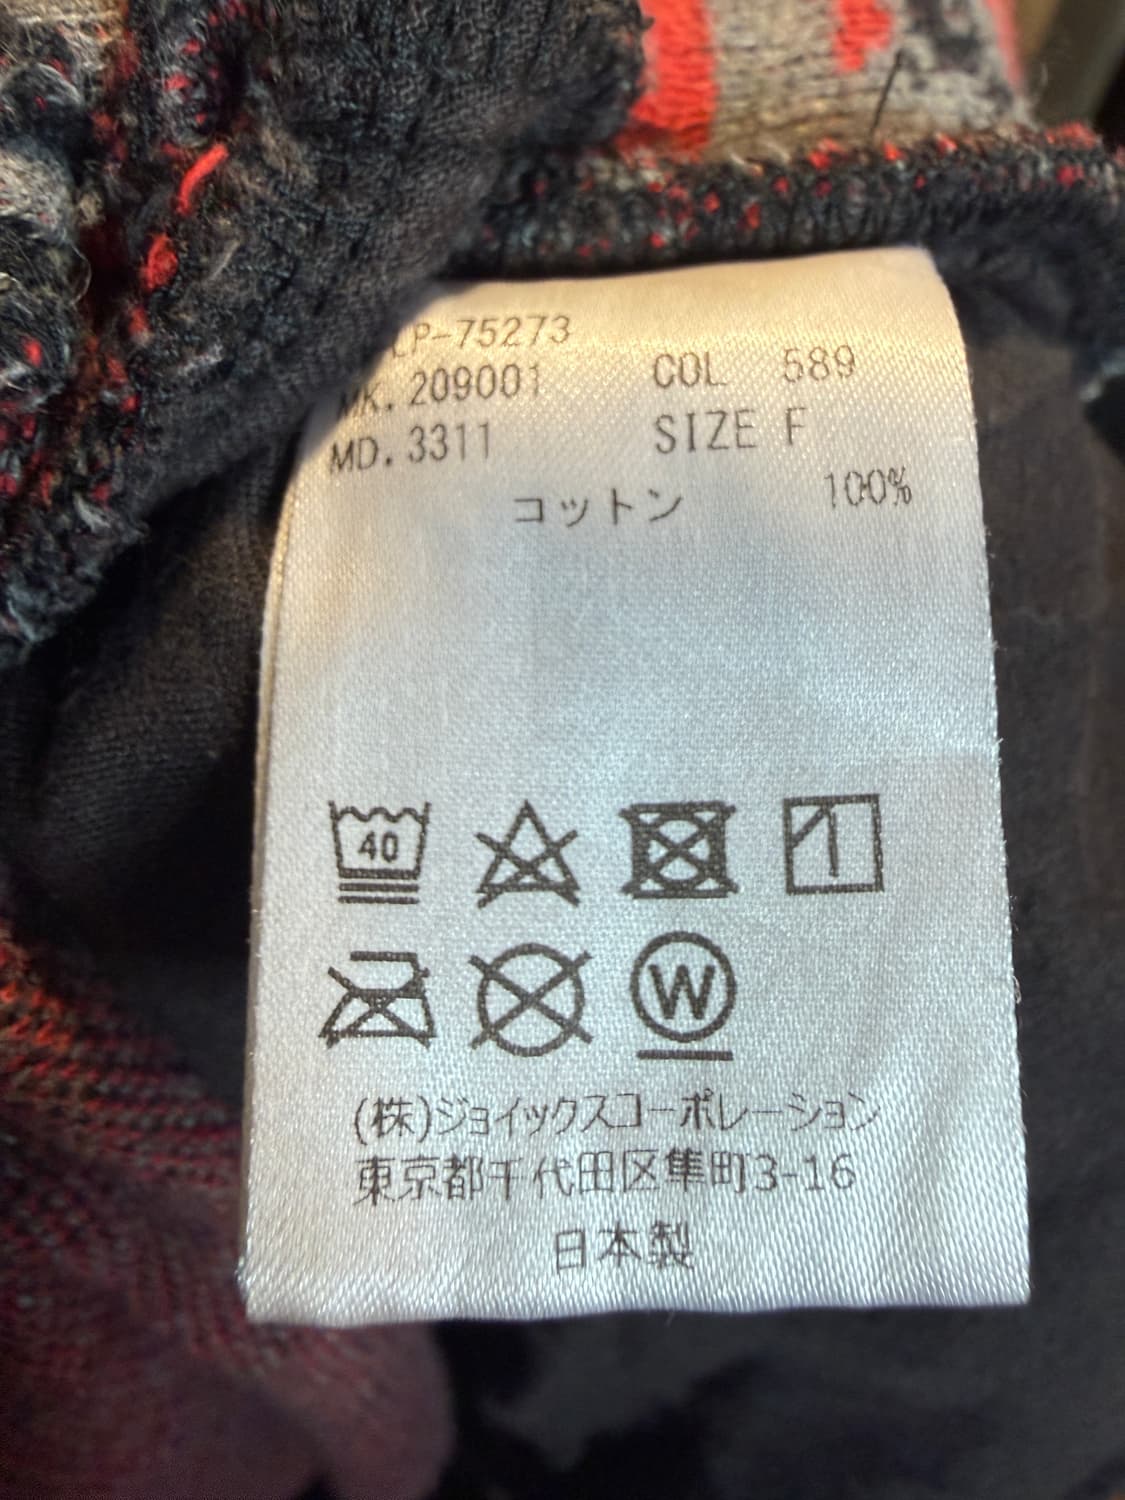 LP-75273
MK. 209001 COL 589
MD. 3311 SIZE F
コットン 100%
40
W
(株)ジョイックスコーポレーション
東京都千代田区隼町3-16
日本製